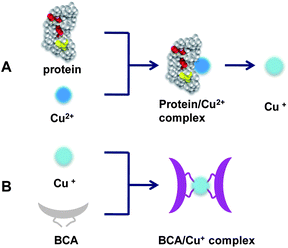 A
protein
Cu²⁺
Protein/Cu²⁺
complex
Cu⁺
B
Cu⁺
BCA
BCA/Cu⁺ complex